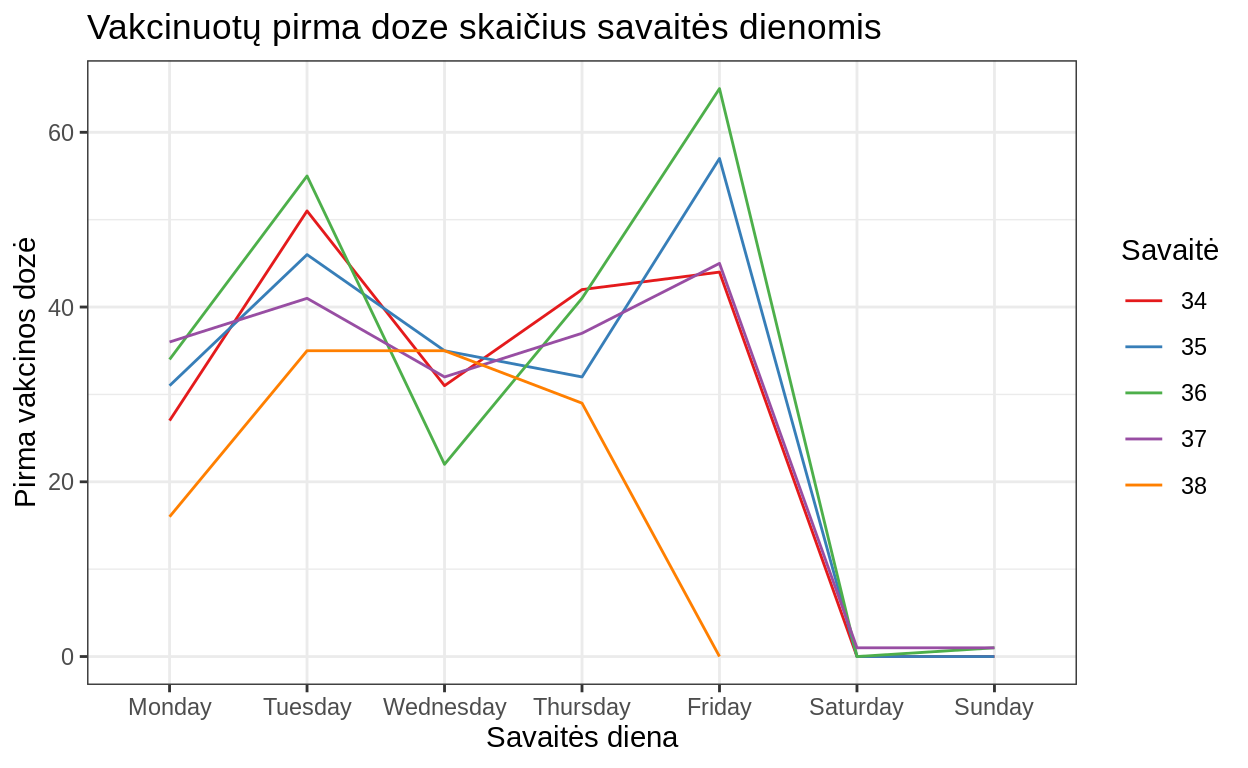 Vakcinuotų pirma doze skaičius savaitės dienomis
Pirma vakcinos dozė
60
40
20
0
Monday Tuesday Wednesday Thursday Friday Saturday Sunday
Savaitės diena
Savaitė
34
35
36
37
38